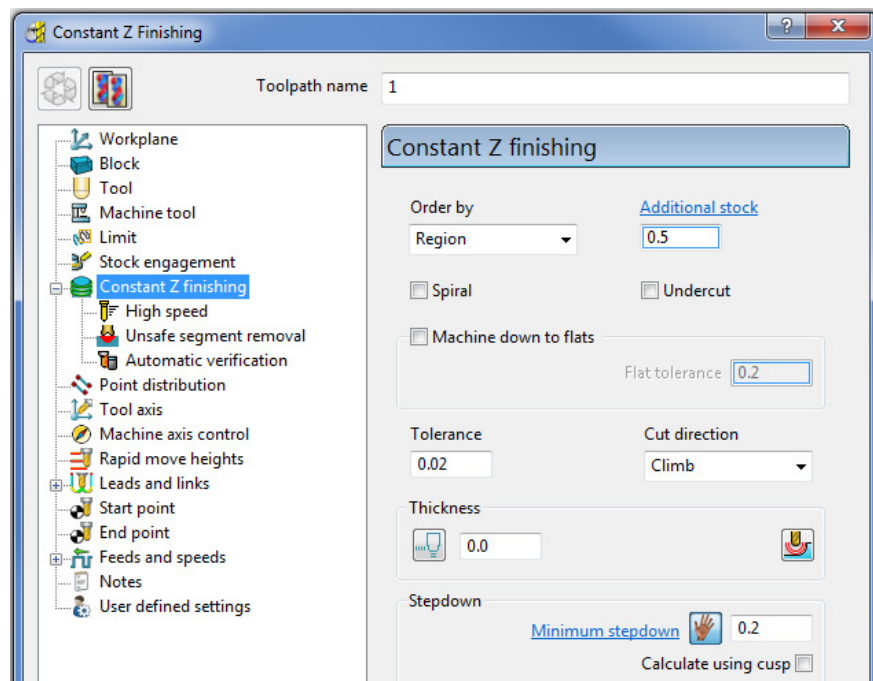 Constant Z Finishing
Toolpath name 1
Workplane
Block
Tool
Machine tool
Limit
Stock engagement
Constant Z finishing
High speed
Unsafe segment removal
Automatic verification
Point distribution
Tool axis
Machine axis control
Rapid move heights
Leads and links
Start point
End point
Feeds and speeds
Notes
User defined settings
Constant Z finishing
Order by Additional stock
Region 0.5
Spiral Undercut
Machine down to flats
Flat tolerance 0.2
Tolerance Cut direction
0.02 Climb
Thickness
0.0
Stepdown
Minimum stepdown 0.2
Calculate using cusp